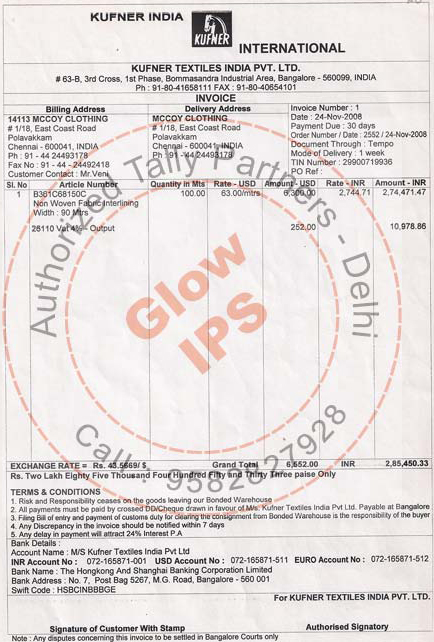 KUFNER INDIA
KUFNER
INTERNATIONAL
KUFNER TEXTILES INDIA PVT. LTD.
# 63-B, 3rd Cross, 1st Phase, Bommasandra Industrial Area, Bangalore - 560099, INDIA
Ph : 91-80-41658111 FAX : 91-80-40654101
INVOICE
Billing Address
14113 MCCOY CLOTHING
# 1/18, East Coast Road
Polavakkam
Chennai - 600041, INDIA
Ph : 91 - 44 24493178
Fax No : 91 - 44 - 24492418
Customer Contact : Mr.Veni
Delivery Address
MCCOY CLOTHING
# 1/18, East Coast Road
Polavakkam
Chennai - 600041, INDIA
Ph : 91 - 44 24493178
Invoice Number : 1
Date : 24-Nov-2008
Payment Due : 30 days
Order Number / Date : 2552 / 24-Nov-2008
Document Through : Tempo
Mode of Delivery : 1 week
TIN Number : 29900719936
PO Ref :
Sl. No Article Number Quantity in Mts Rate - USD Amount - USD Rate - INR Amount - INR
1 B361C68150C 100.00 63.00/mtrs 6,300.00 2,744.71 2,74,471.47
Non Woven Fabric Interlining
Width : 90 Mtrs
26110 Vat 4% - Output 252.00 10,978.86
Authorized Tally Partners - Delhi
Glow
IPS
Call : 9562827928
EXCHANGE RATE = Rs. 43.5669/ $ Grand Total 6,552.00 INR 2,85,450.33
Rs. Two Lakh Eighty Five Thousand Four Hundred Fifty and Thirty Three paise Only
TERMS & CONDITIONS
1. Risk and Responsibility ceases on the goods leaving our Bonded Warehouse
2. All payments must be paid by crossed DD/Cheque drawn in favour of M/s. Kufner Textiles India Pvt Ltd. Payable at Bangalore
3. Filing Bill of entry and payment of customs duty for clearing the consignment from Bonded Warehouse is the responsibility of the buyer
4. Any Discrepancy in the invoice should be notified within 7 days
5. Any delay in payment will attract 24% Interest P.A
Bank Details :
Account Name : M/S Kufner Textiles India Pvt Ltd
INR Account No : 072-165871-001 USD Account No : 072-165871-511 EURO Account No : 072-165871-512
Bank Name : The Hongkong And Shanghai Banking Corporation Limited
Bank Address : No. 7, Post Bag 5267, M.G. Road, Bangalore - 560 001
Swift Code : HSBCINBBBGE
For KUFNER TEXTILES INDIA PVT. LTD.
Signature of Customer With Stamp Authorised Signatory
Note : Any disputes concerning this invoice to be settled in Bangalore Courts only